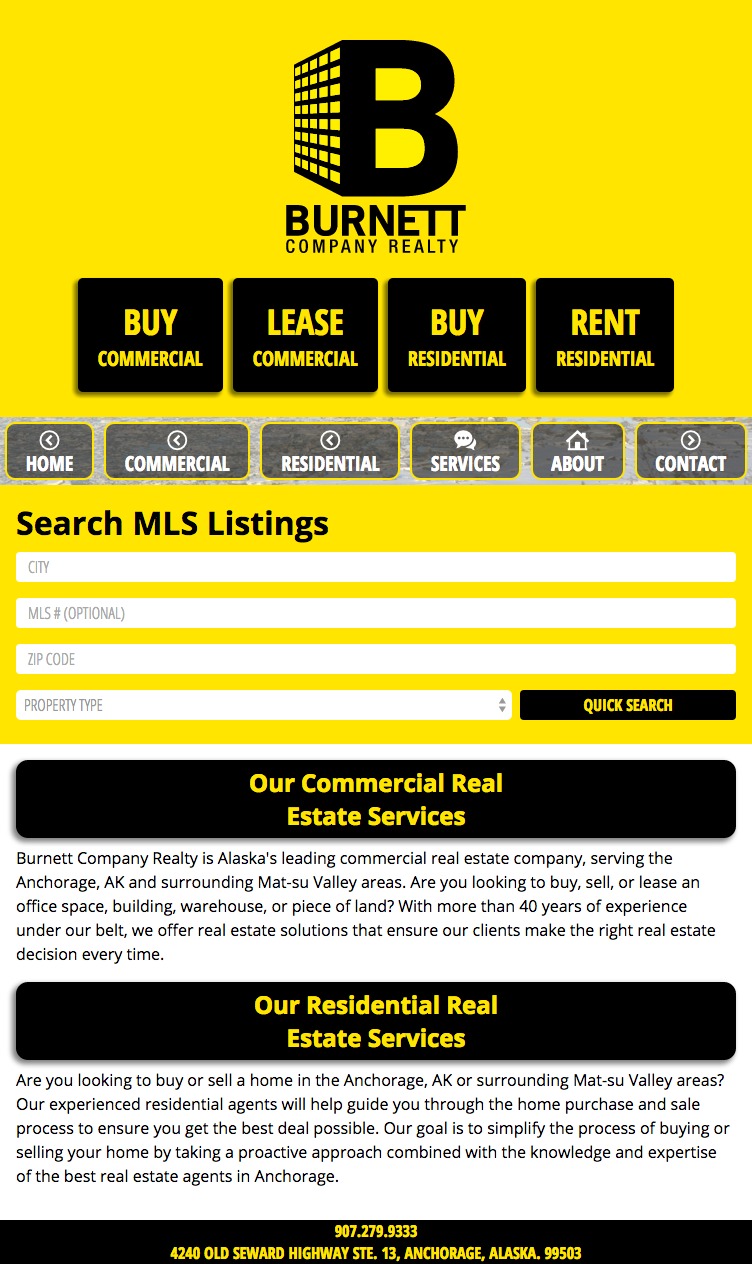 B
BURNETT
COMPANY REALTY
BUY
COMMERCIAL
LEASE
COMMERCIAL
BUY
RESIDENTIAL
RENT
RESIDENTIAL
HOME
COMMERCIAL
RESIDENTIAL
SERVICES
ABOUT
CONTACT
Search MLS Listings
CITY
MLS # (OPTIONAL)
ZIP CODE
PROPERTY TYPE
QUICK SEARCH
Our Commercial Real
Estate Services
Burnett Company Realty is Alaska's leading commercial real estate company, serving the
Anchorage, AK and surrounding Mat-su Valley areas. Are you looking to buy, sell, or lease an
office space, building, warehouse, or piece of land? With more than 40 years of experience
under our belt, we offer real estate solutions that ensure our clients make the right real estate
decision every time.
Our Residential Real
Estate Services
Are you looking to buy or sell a home in the Anchorage, AK or surrounding Mat-su Valley areas?
Our experienced residential agents will help guide you through the home purchase and sale
process to ensure you get the best deal possible. Our goal is to simplify the process of buying or
selling your home by taking a proactive approach combined with the knowledge and expertise
of the best real estate agents in Anchorage.
907.279.9333
4240 OLD SEWARD HIGHWAY STE. 13, ANCHORAGE, ALASKA. 99503